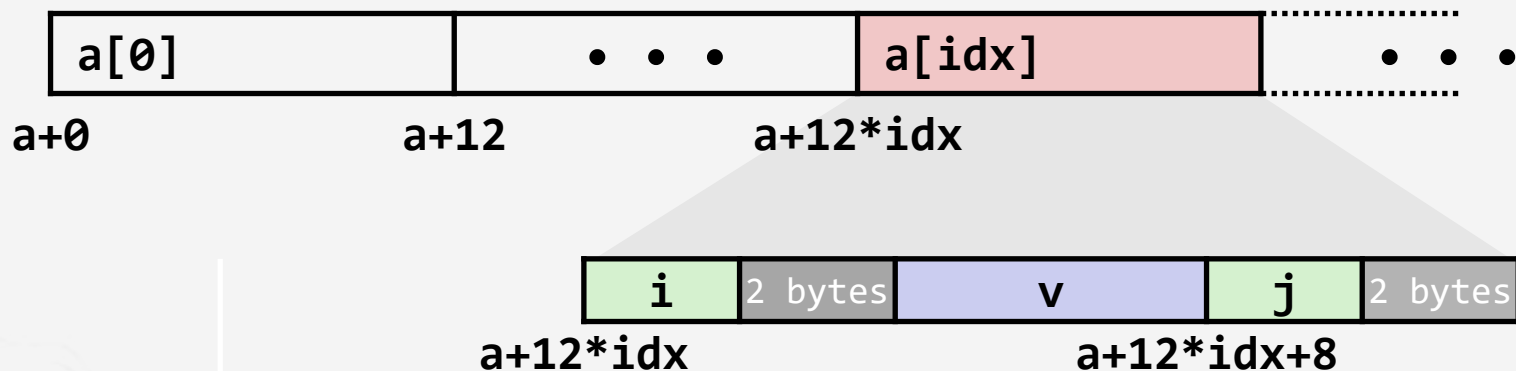 a[0] • • • a[idx] • • •
a+0 a+12 a+12*idx
i 2 bytes v j 2 bytes
a+12*idx a+12*idx+8